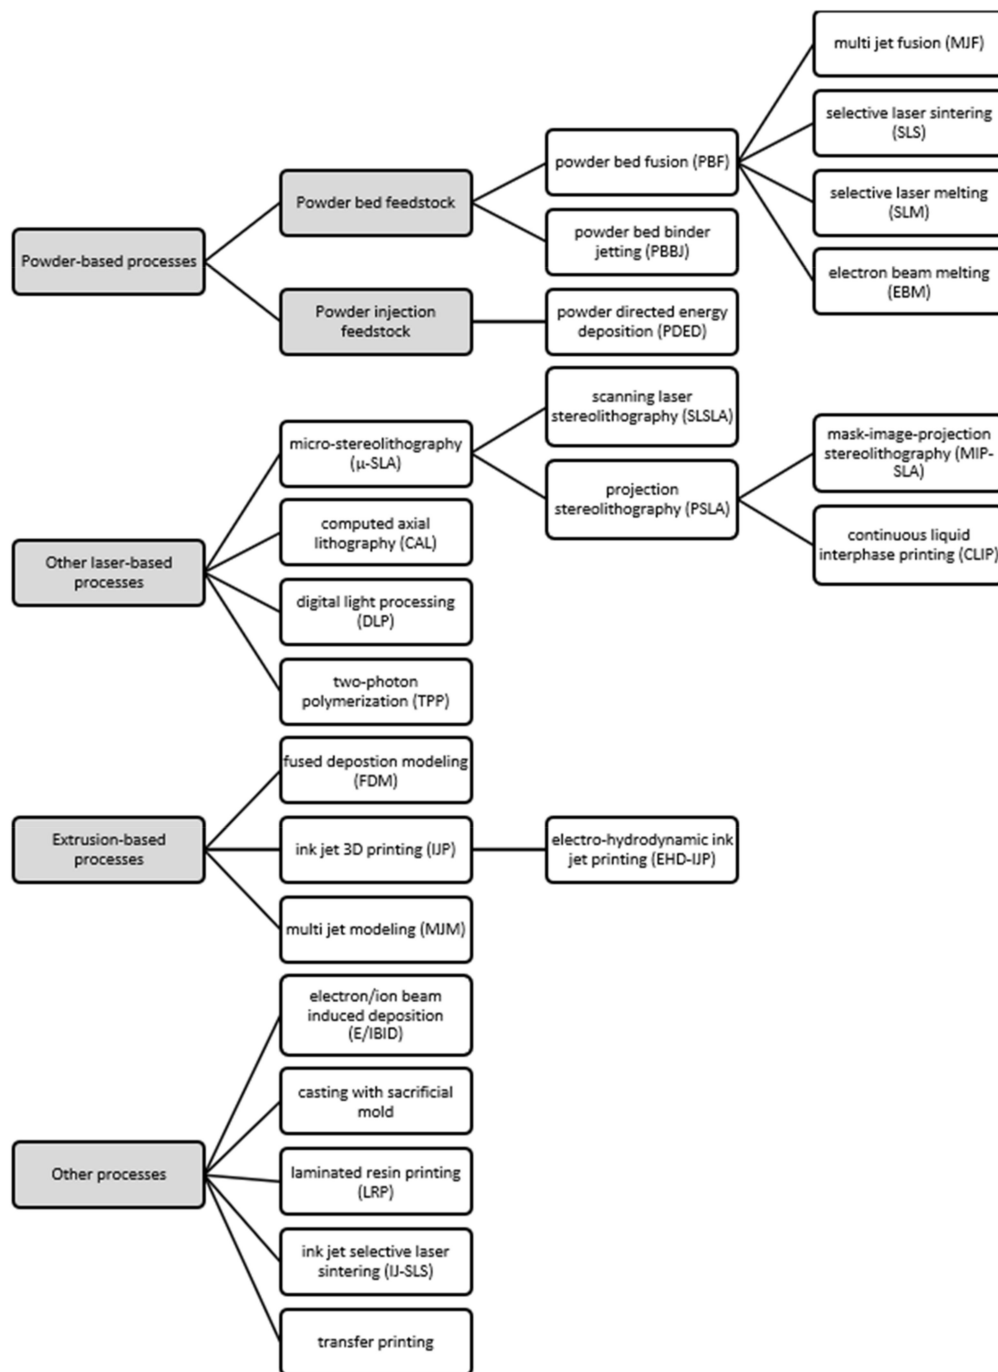 multi jet fusion (MJF)
selective laser sintering
(SLS)
powder bed fusion (PBF)
Powder bed feedstock
selective laser melting
(SLM)
powder bed binder
jetting (PBBJ)
Powder-based processes
electron beam melting
(EBM)
Powder injection
feedstock
powder directed energy
deposition (PDED)
scanning laser
stereolithography (SLSLA)
micro-stereolithography
(μ-SLA)
mask-image-projection
stereolithography (MIP-
SLA)
projection
stereolithography (PSLA)
computed axial
lithography (CAL)
continuous liquid
interphase printing (CLIP)
Other laser-based
processes
digital light processing
(DLP)
two-photon
polymerization (TPP)
fused depostion modeling
(FDM)
Extrusion-based
processes
ink jet 3D printing (IJP)
electro-hydrodynamic ink
jet printing (EHD-IJP)
multi jet modeling (MJM)
electron/ion beam
induced deposition
(E/IBID)
casting with sacrificial
mold
Other processes
laminated resin printing
(LRP)
ink jet selective laser
sintering (IJ-SLS)
transfer printing